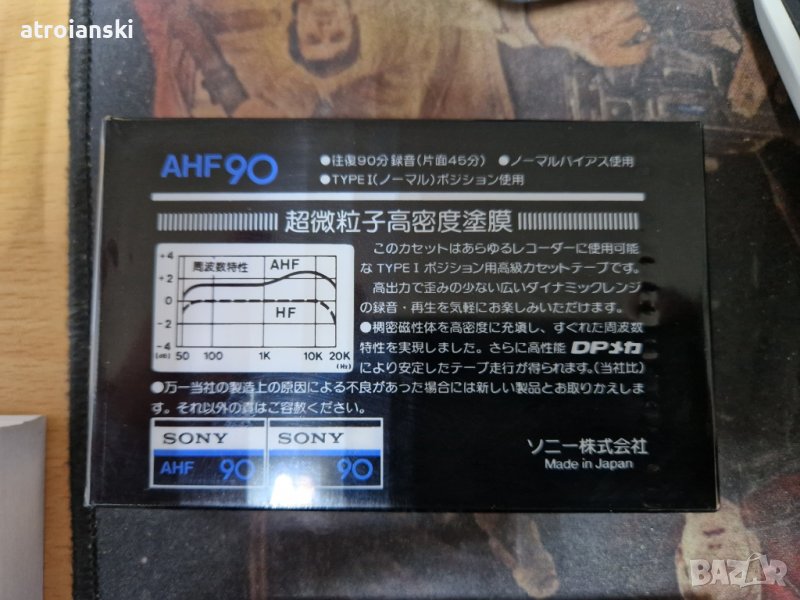 atroianski
AHF90
●往復90分録音(片面45分) ●ノーマルバイアス使用
●TYPEⅠ(ノーマル)ポジション使用
超微粒子高密度塗膜
このカセットはあらゆるレコーダーに使用可能
なTYPEⅠポジション用高級カセットテープです。
高出力で歪みの少ない広いダイナミックレンジ
の録音・再生を気軽にお楽しみいただけます。
●稠密磁性体を高密度に充塡し、すぐれた周波数
特性を実現しました。さらに高性能 DPメカ
により安定したテープ走行が得られます。(当社比)
+4
+2
0
-2
-4
(dB)
周波数特性
AHF
HF
50 100 1K 10K 20K
(Hz)
●万一当社の製造上の原因による不良があった場合には新しい製品とお取りかえしま
す。それ以外の責はご容赦ください。
SONY SONY
AHF 90 90
ソニー株式会社
Made in Japan
BAZAR